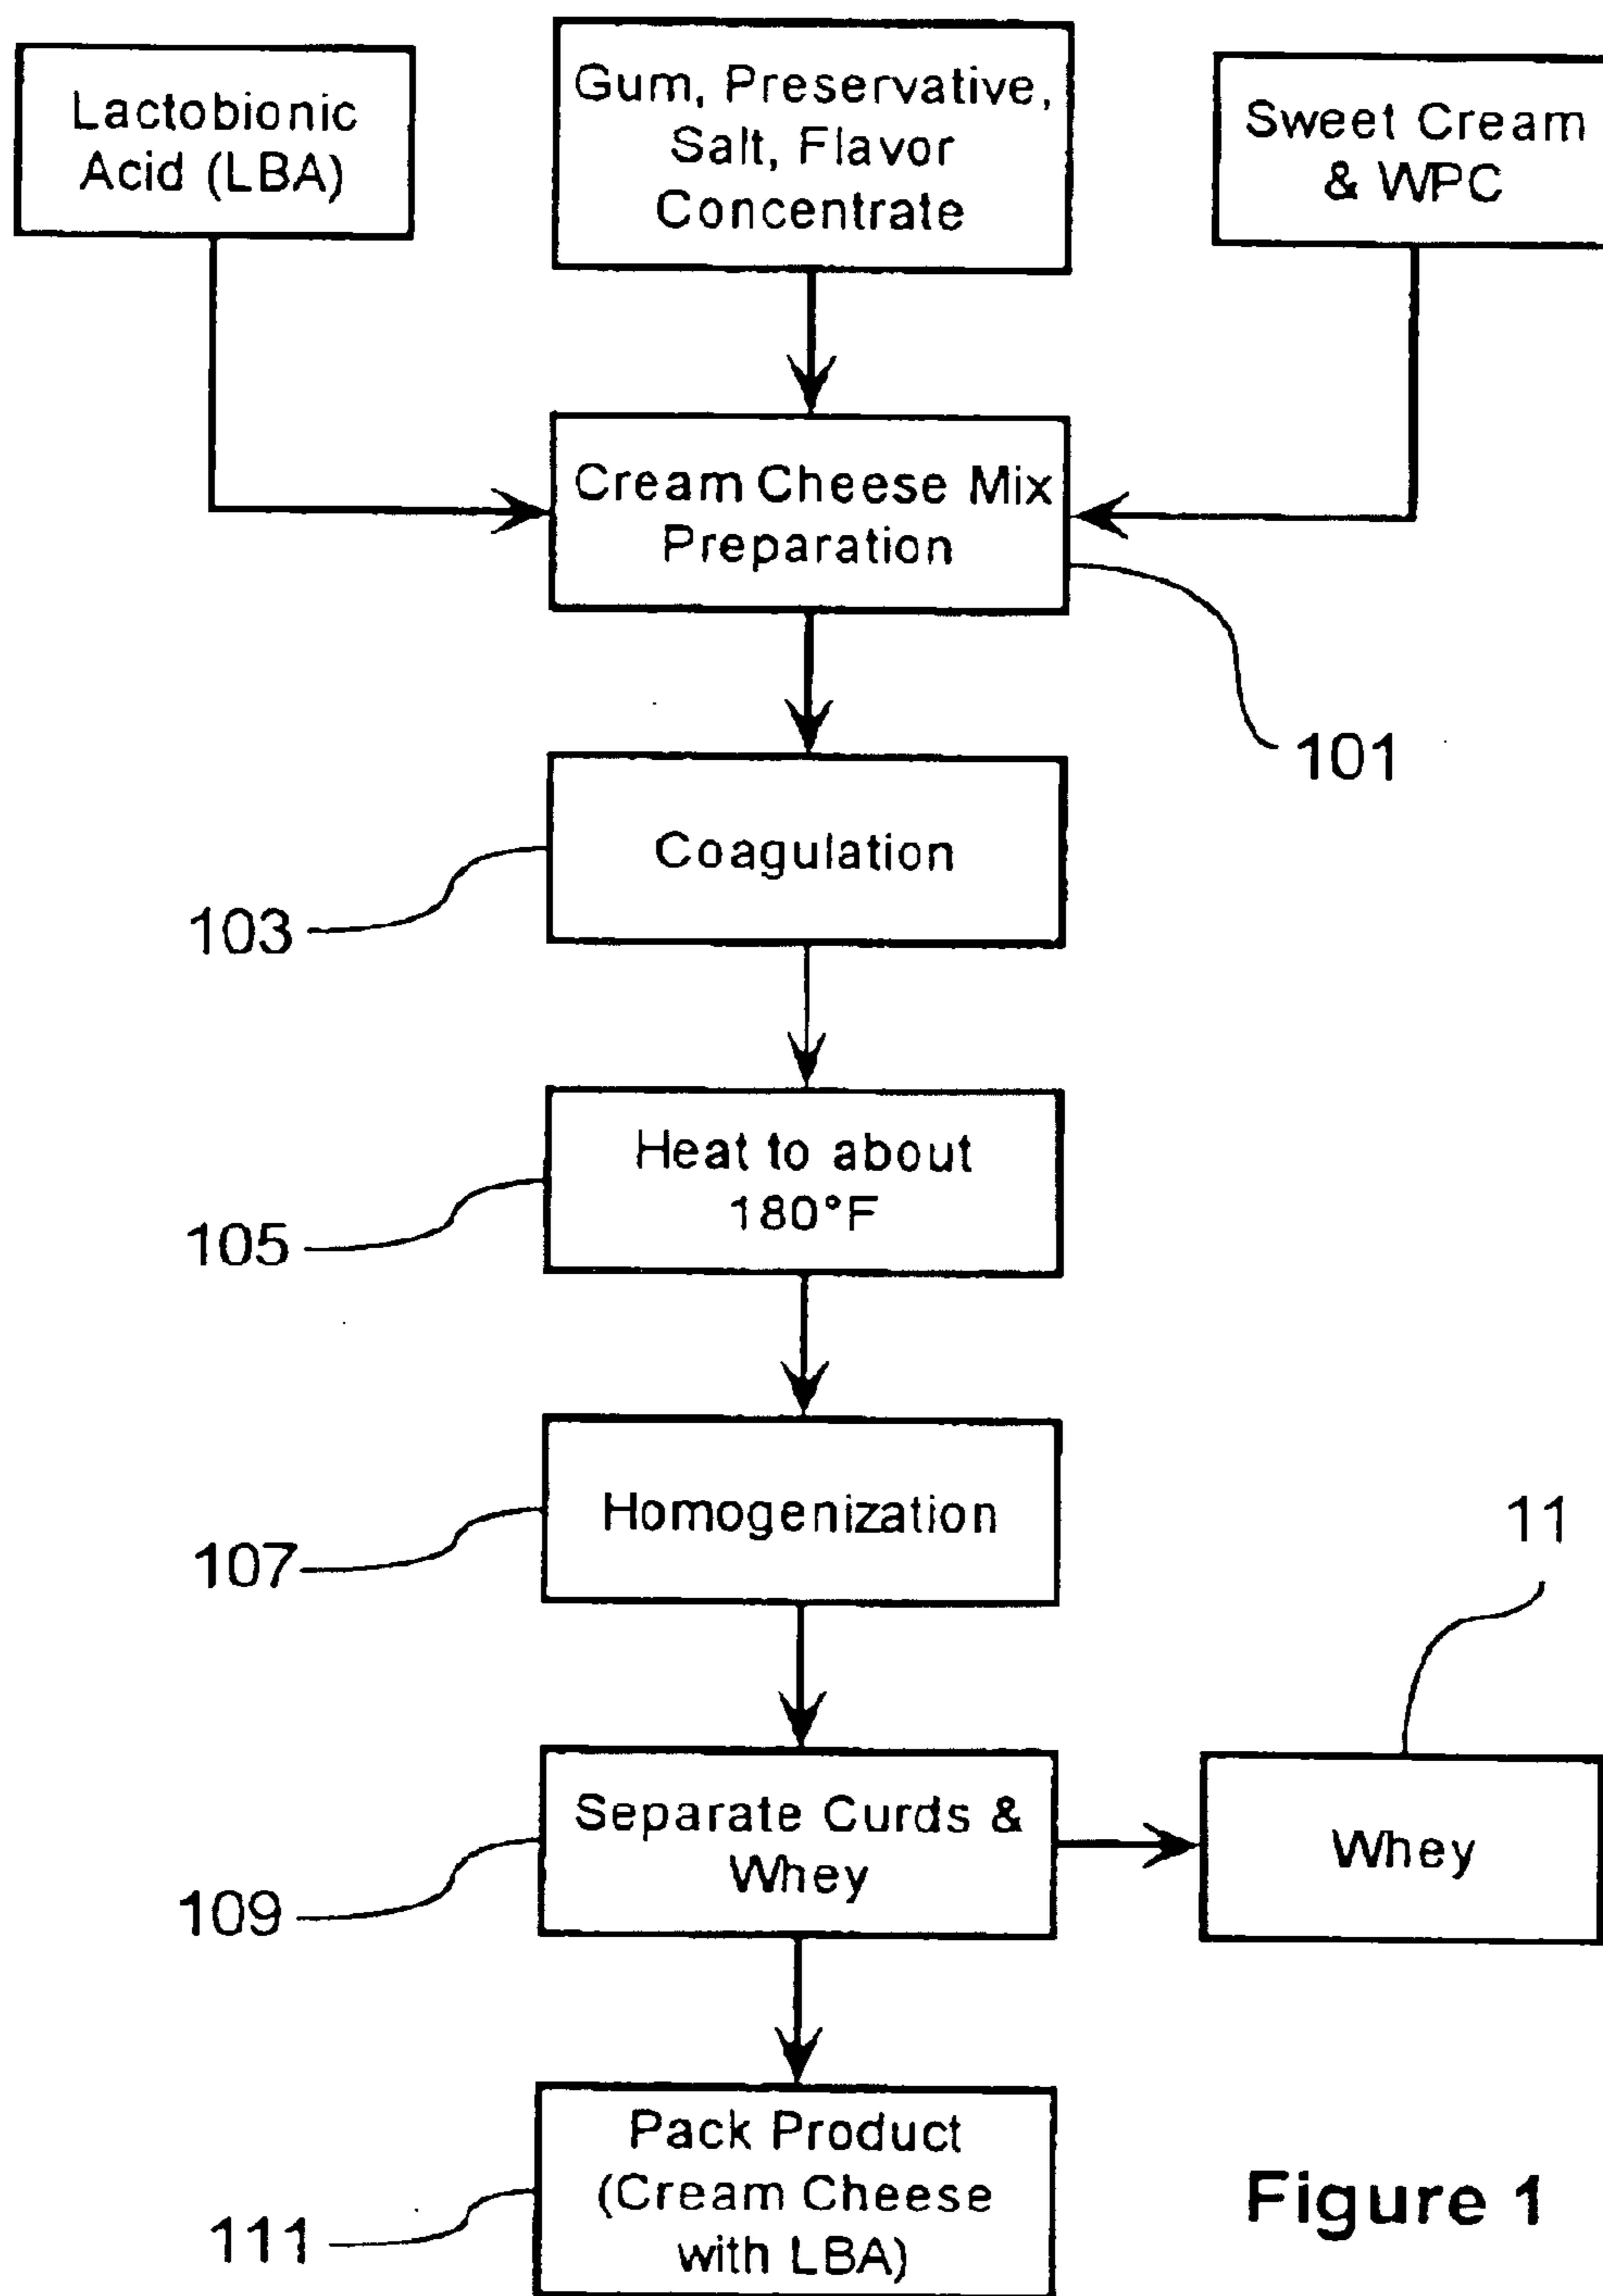 Lactobionic
Acid (LBA)
Gum, Preservative,
Salt, Flavor
Concentrate
Sweet Cream
& WPC
Cream Cheese Mix
Preparation
101
Coagulation
103
Heat to about
180°F
105
Homogenization
107
11
Separate Curds &
Whey
109
Whey
Pack Product
(Cream Cheese
with LBA)
111
Figure 1